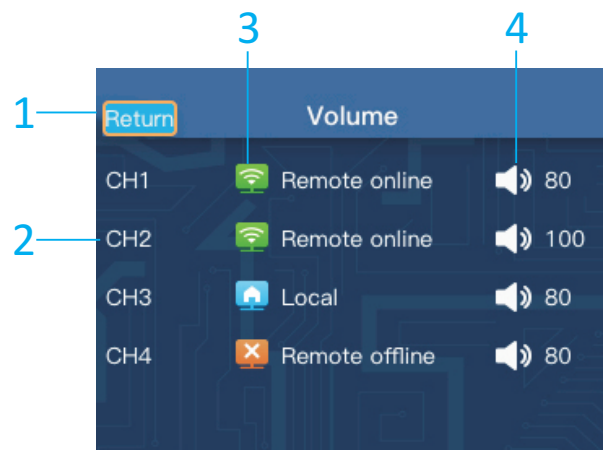 3 4
1 Return Volume
CH1 Remote online 80
2 CH2 Remote online 100
CH3 Local 80
CH4 Remote offline 80